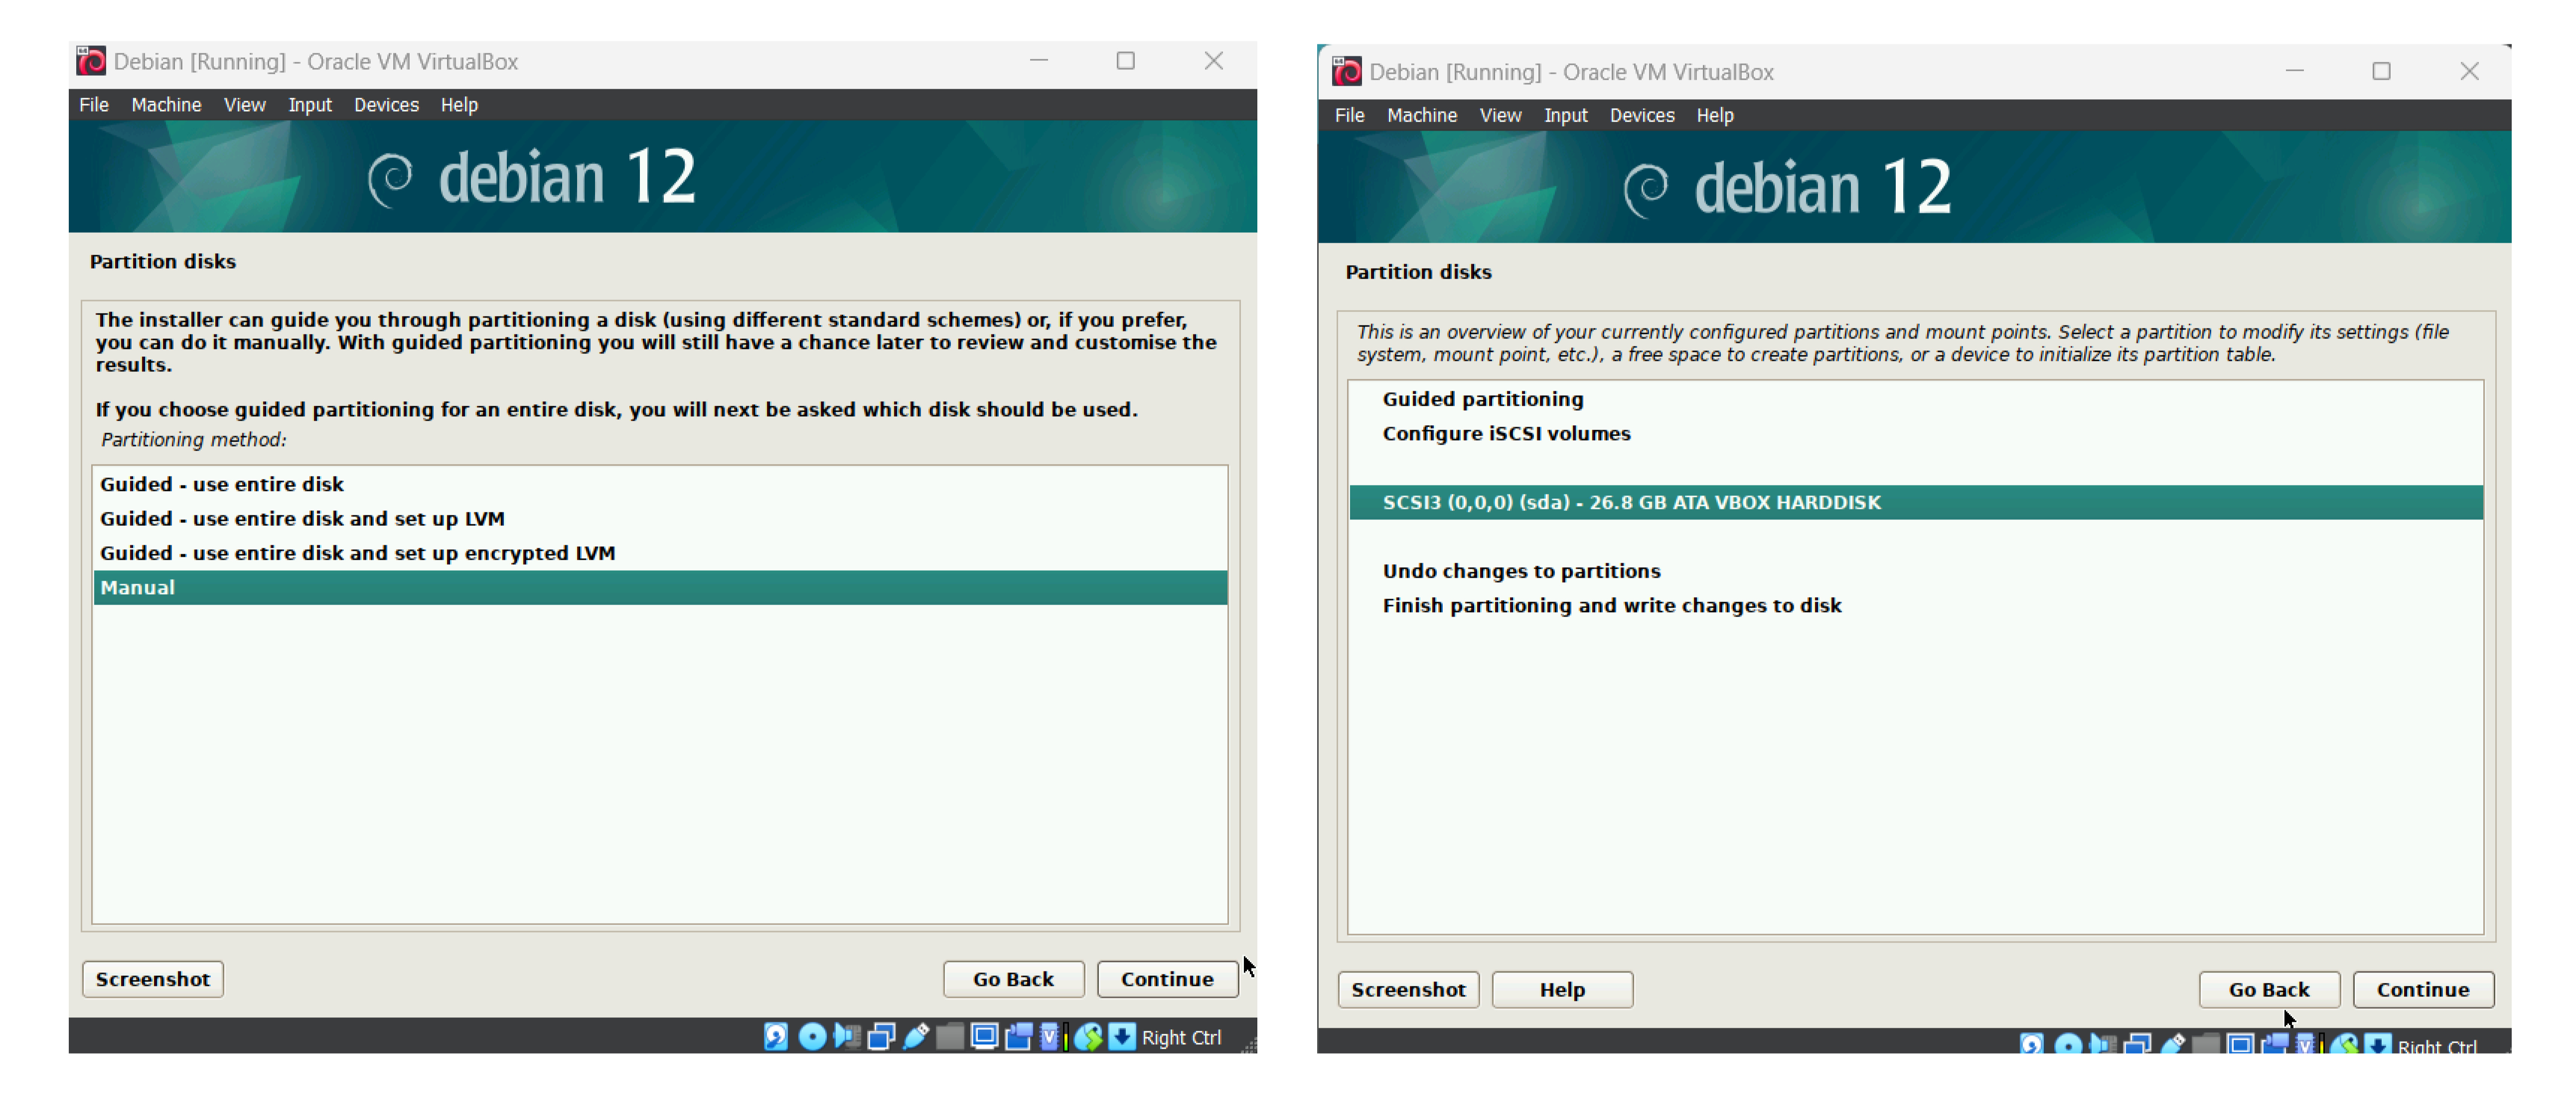 Debian [Running] - Oracle VM VirtualBox
File Machine View Input Devices Help
debian 12
Partition disks
The installer can guide you through partitioning a disk (using different standard schemes) or, if you prefer,
you can do it manually. With guided partitioning you will still have a chance later to review and customise the
results.
If you choose guided partitioning for an entire disk, you will next be asked which disk should be used.
Partitioning method:
Guided - use entire disk
Guided - use entire disk and set up LVM
Guided - use entire disk and set up encrypted LVM
Manual
Screenshot
Go Back
Continue
Right Ctrl
Debian [Running] - Oracle VM VirtualBox
File Machine View Input Devices Help
debian 12
Partition disks
This is an overview of your currently configured partitions and mount points. Select a partition to modify its settings (file
system, mount point, etc.), a free space to create partitions, or a device to initialize its partition table.
Guided partitioning
Configure iSCSI volumes
SCSI3 (0,0,0) (sda) - 26.8 GB ATA VBOX HARDDISK
Undo changes to partitions
Finish partitioning and write changes to disk
Screenshot
Help
Go Back
Continue
Right Ctrl